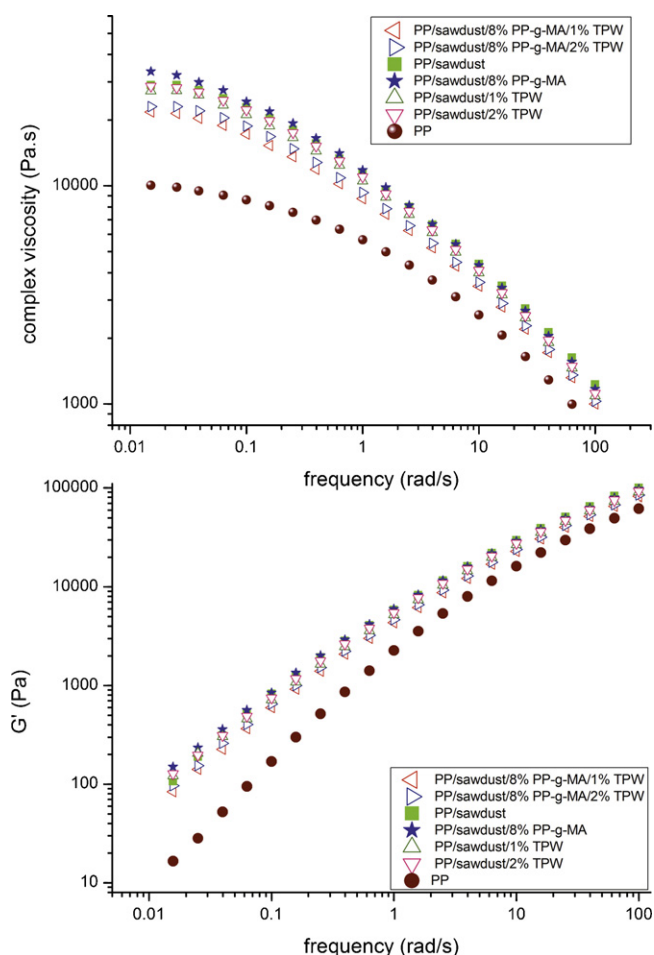 PP/sawdust/8% PP-g-MA/1% TPW
PP/sawdust/8% PP-g-MA/2% TPW
PP/sawdust
PP/sawdust/8% PP-g-MA
PP/sawdust/1% TPW
PP/sawdust/2% TPW
PP
complex viscosity (Pa.s)
10000
1000
0.01
0.1
1
10
100
frequency (rad/s)
G' (Pa)
100000
10000
1000
100
10
PP/sawdust/8% PP-g-MA/1% TPW
PP/sawdust/8% PP-g-MA/2% TPW
PP/sawdust
PP/sawdust/8% PP-g-MA
PP/sawdust/1% TPW
PP/sawdust/2% TPW
PP
0.01
0.1
1
10
100
frequency (rad/s)